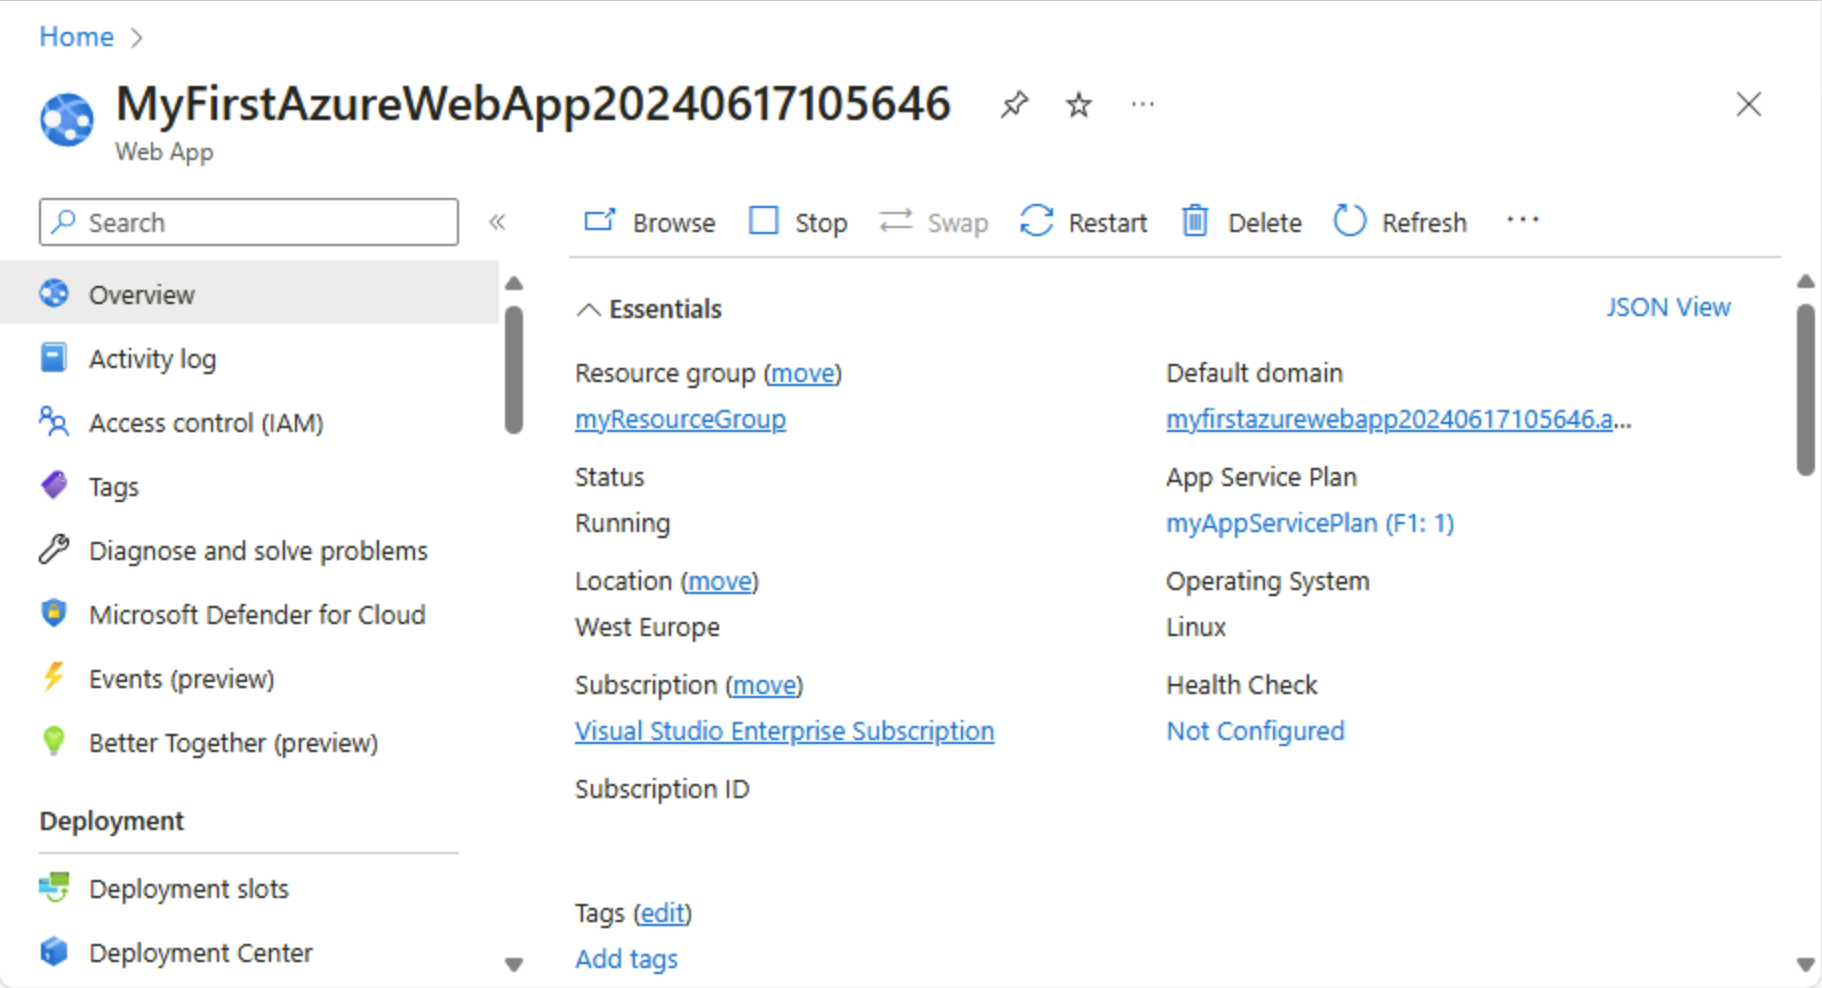 Home
MyFirstAzureWebApp20240617105646
Web App
Search
Browse Stop Swap Restart Delete Refresh
Overview
Activity log
Access control (IAM)
Tags
Diagnose and solve problems
Microsoft Defender for Cloud
Events (preview)
Better Together (preview)
Deployment
Deployment slots
Deployment Center
Essentials
JSON View
Resource group (move)
myResourceGroup
Status
Running
Location (move)
West Europe
Subscription (move)
Visual Studio Enterprise Subscription
Subscription ID
Default domain
myfirstazurewebapp20240617105646.a...
App Service Plan
myAppServicePlan (F1: 1)
Operating System
Linux
Health Check
Not Configured
Tags (edit)
Add tags